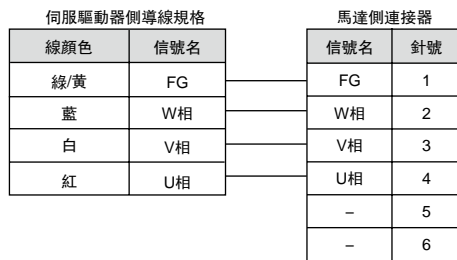 伺服驅動器側導線規格 馬達側連接器
線顏色 信號名 信號名 針號
綠/黃 FG FG 1
藍 W相 W相 2
白 V相 V相 3
紅 U相 U相 4
– 5
– 6